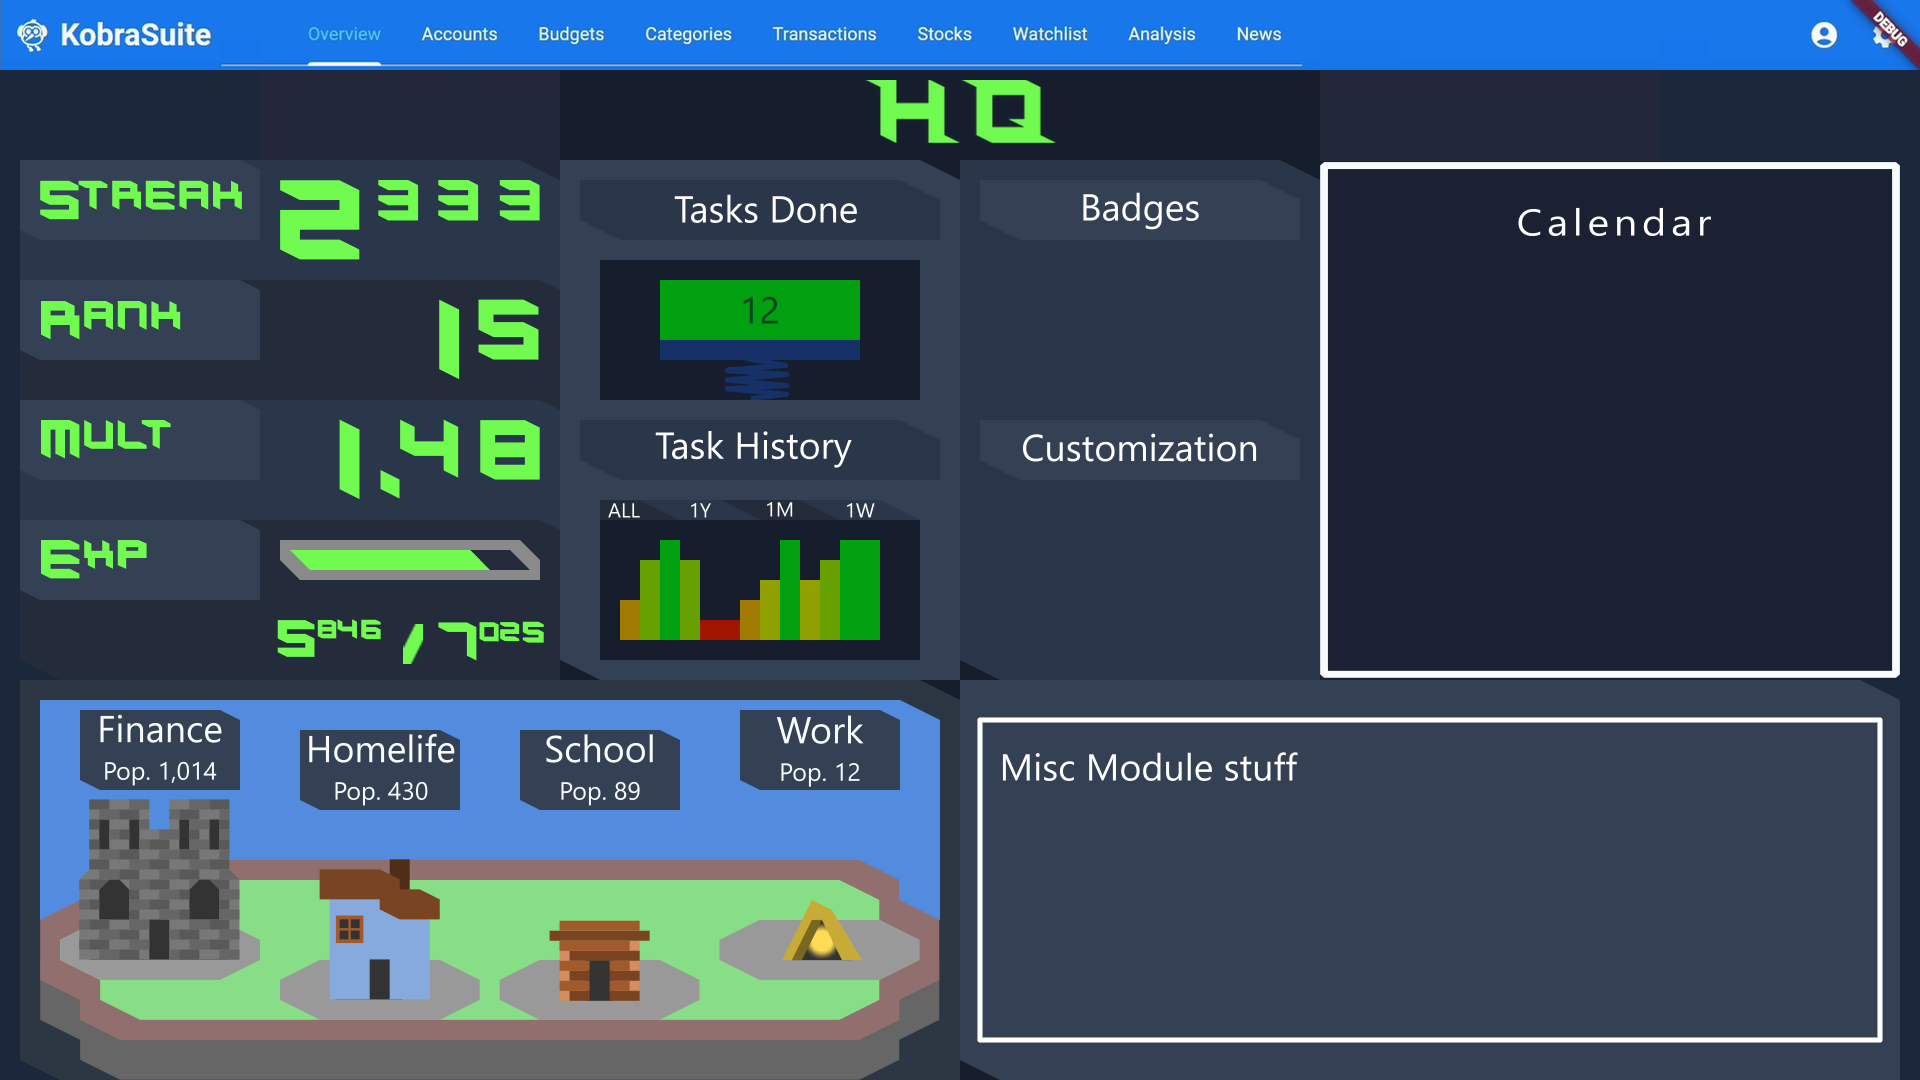 KobraSuite
Overview Accounts Budgets Categories Transactions Stocks Watchlist Analysis News
DEBUG
HQ
STREAK 2333
RANK 15
MULT 1.48
EXP
5846 / 7025
Tasks Done
12
Task History
ALL 1Y 1M 1W
Badges
Customization
Calendar
Finance
Pop. 1,014
Homelife
Pop. 430
School
Pop. 89
Work
Pop. 12
Misc Module stuff